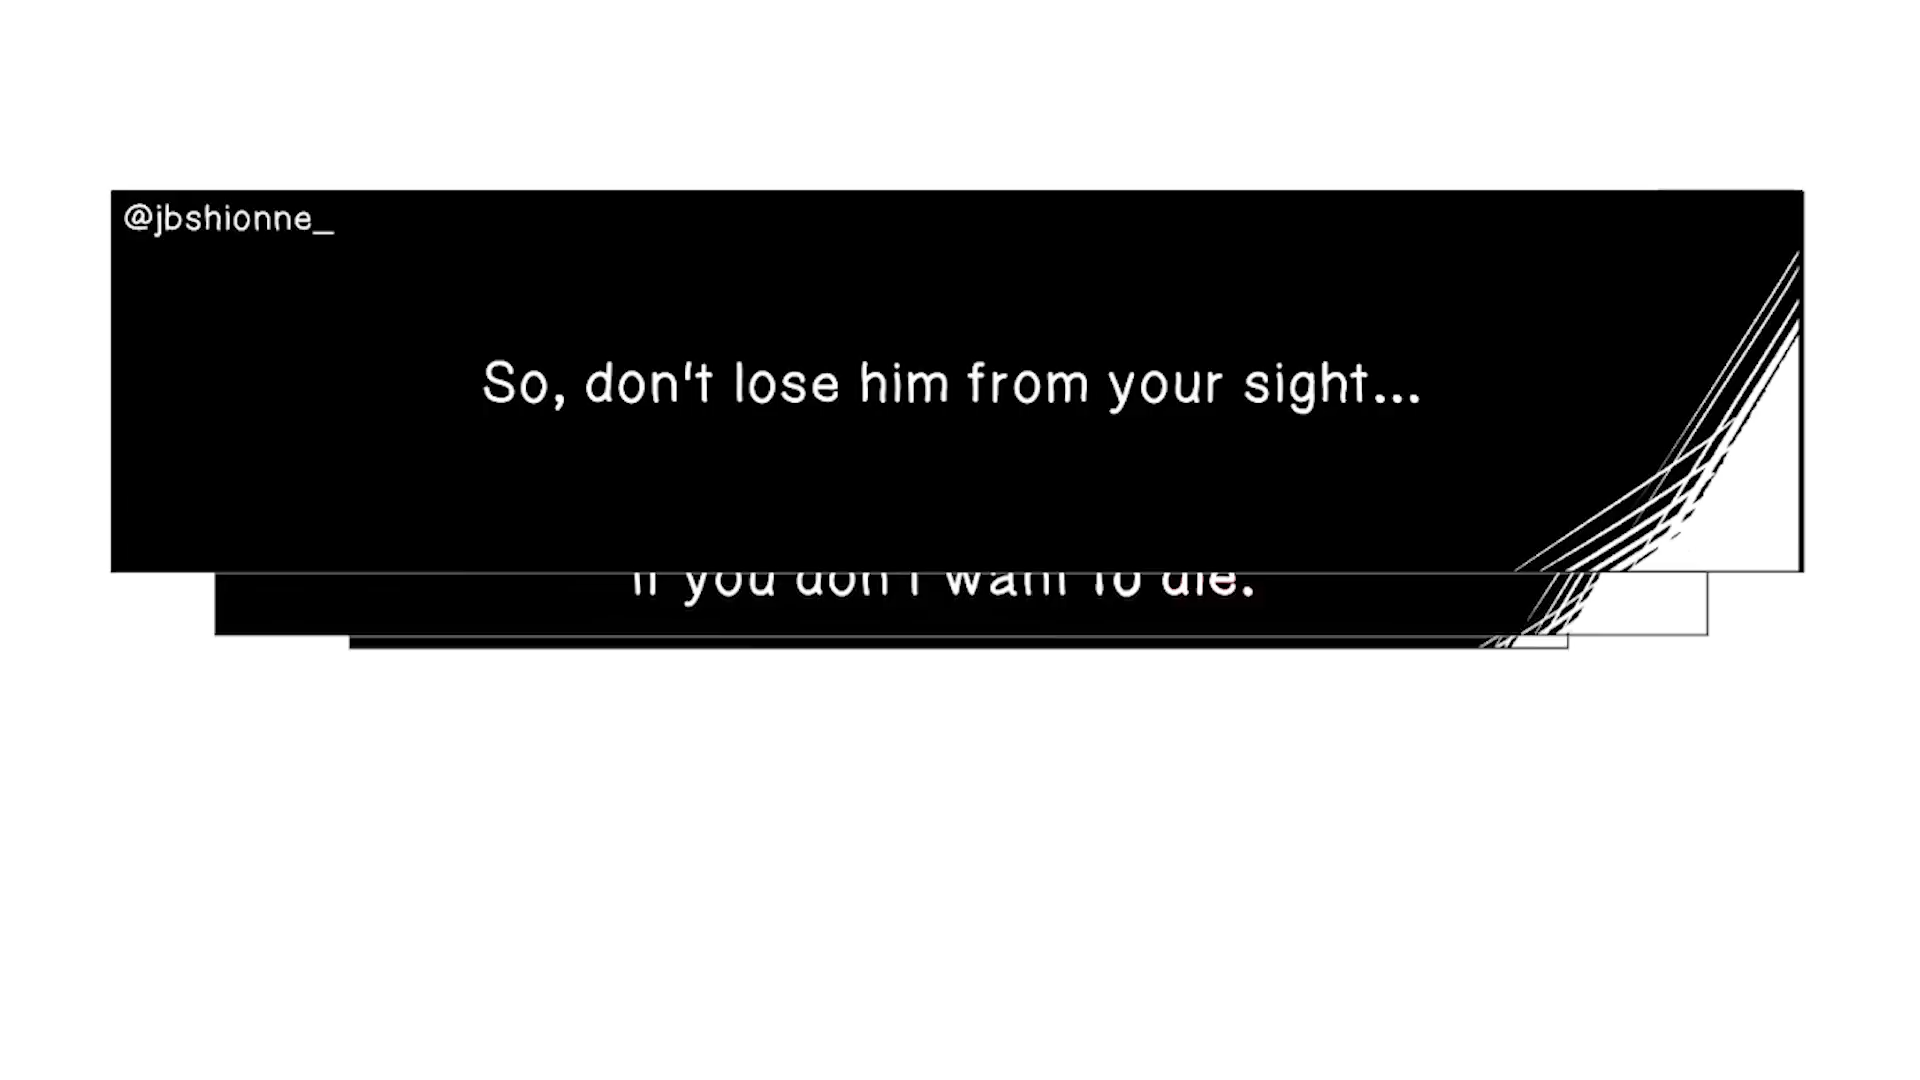 @jbshionne_
So, don't lose him from your sight...
If you don't want to die.